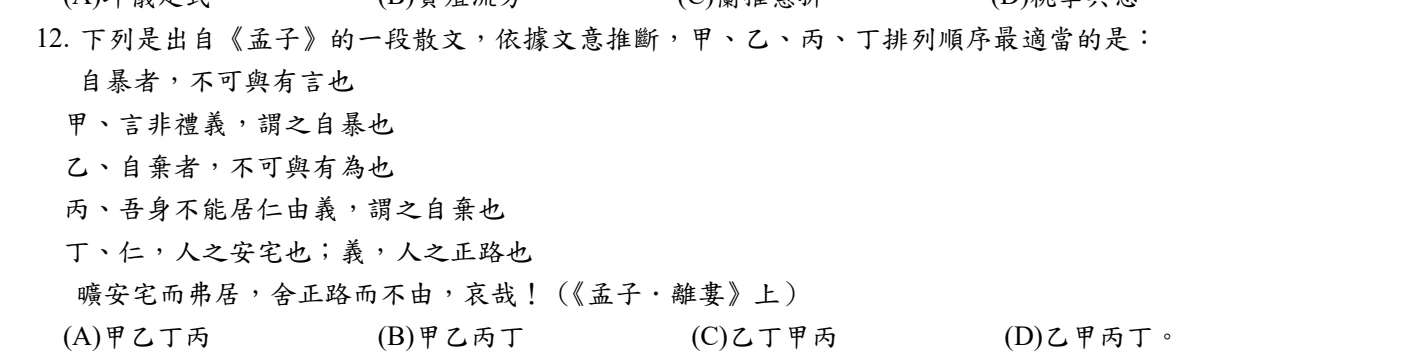 12. 下列是出自《孟子》的一段散文，依據文意推斷，甲、乙、丙、丁排列順序最適當的是：
自暴者，不可與有言也
甲、言非禮義，謂之自暴也
乙、自棄者，不可與有為也
丙、吾身不能居仁由義，謂之自棄也
丁、仁，人之安宅也；義，人之正路也
曠安宅而弗居，舍正路而不由，哀哉！（《孟子．離婁》上）
(A)甲乙丁丙 (B)甲乙丙丁 (C)乙丁甲丙 (D)乙甲丙丁。